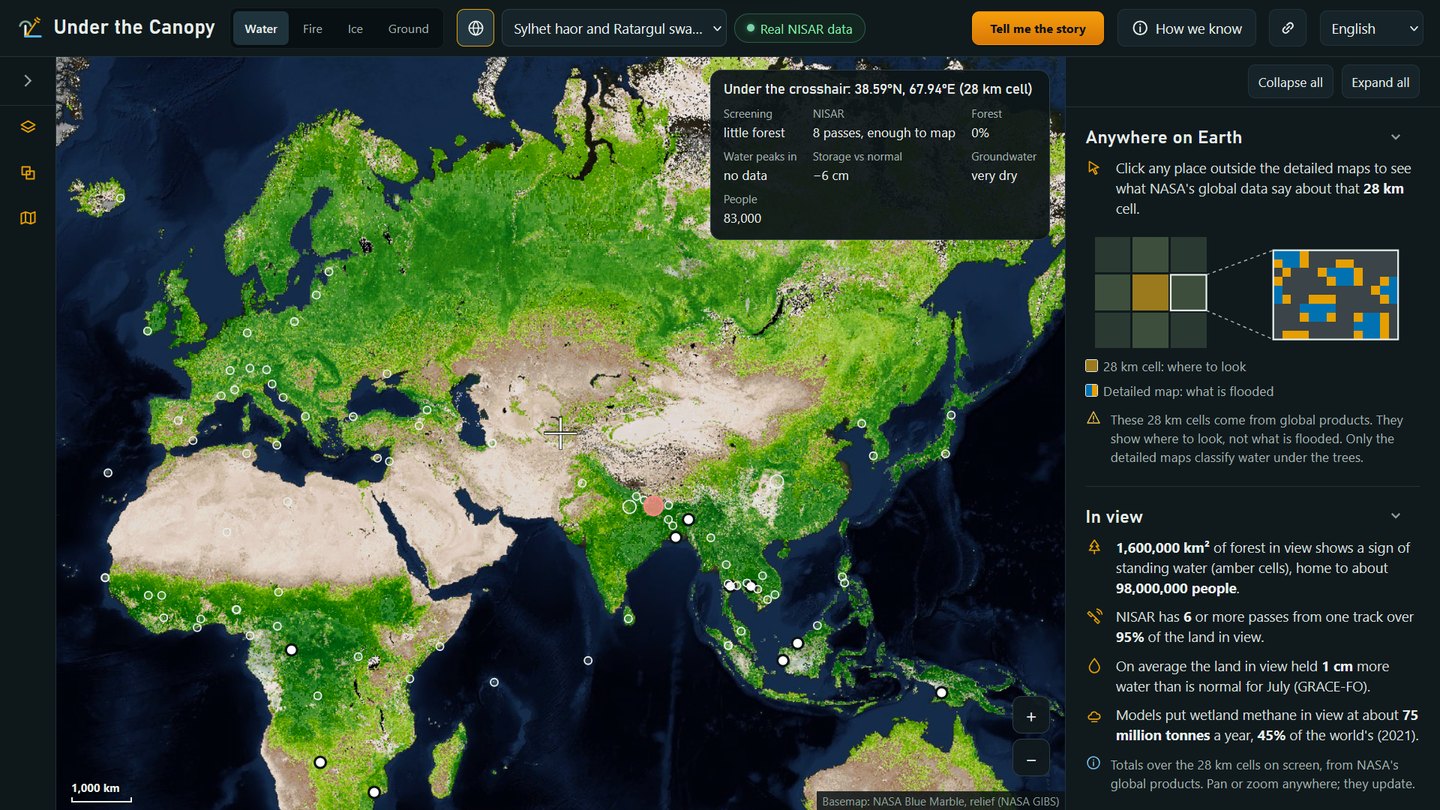 Under the Canopy
Water Fire Ice Ground
Sylhet haor and Ratargul swa...
Real NISAR data
Tell me the story
How we know
English
Collapse all
Expand all
Under the crosshair: 38.59°N, 67.94°E (28 km cell)
Screening NISAR Forest
little forest 8 passes, enough to map 0%
Water peaks in Storage vs normal Groundwater
no data −6 cm very dry
People
83,000
Anywhere on Earth
Click any place outside the detailed maps to see
what NASA's global data say about that 28 km
cell.
28 km cell: where to look
Detailed map: what is flooded
These 28 km cells come from global products. They
show where to look, not what is flooded. Only the
detailed maps classify water under the trees.
In view
1,600,000 km² of forest in view shows a sign of
standing water (amber cells), home to about
98,000,000 people.
NISAR has 6 or more passes from one track over
95% of the land in view.
On average the land in view held 1 cm more
water than is normal for July (GRACE-FO).
Models put wetland methane in view at about 75
million tonnes a year, 45% of the world's (2021).
Totals over the 28 km cells on screen, from NASA's
global products. Pan or zoom anywhere; they update.
+
−
1,000 km
Basemap: NASA Blue Marble, relief (NASA GIBS)